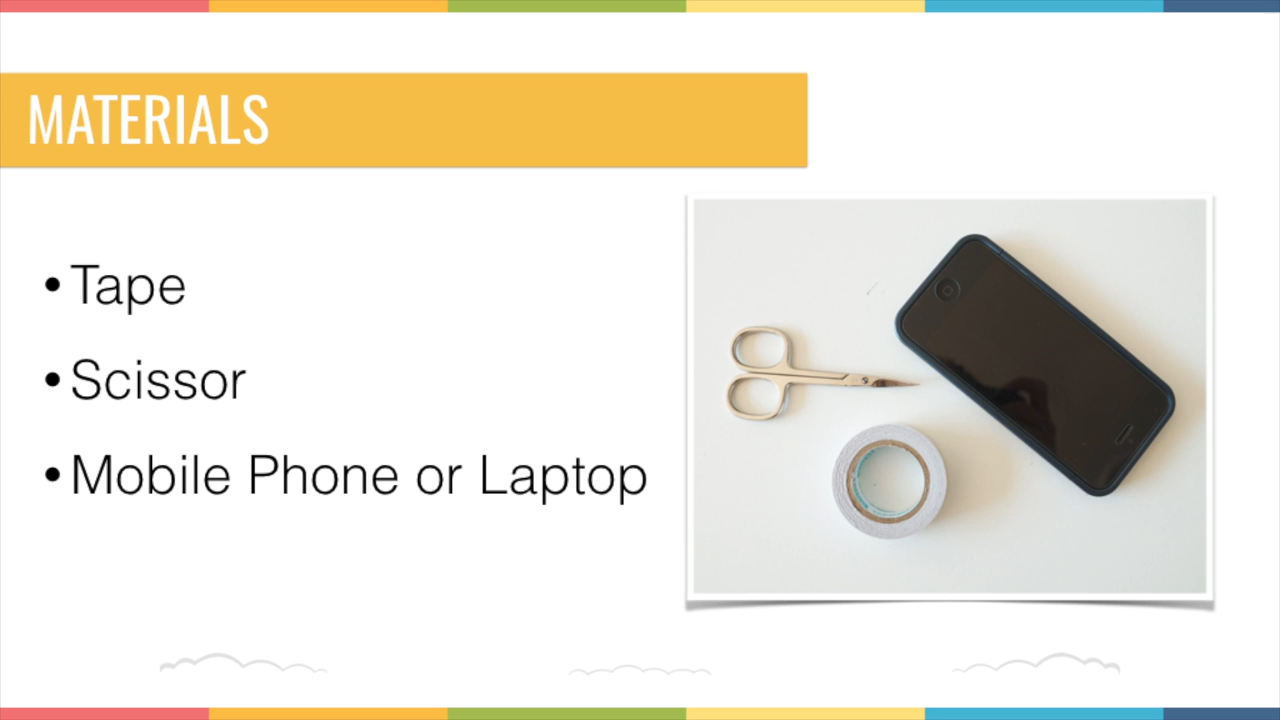 MATERIALS
• Tape
• Scissor
• Mobile Phone or Laptop